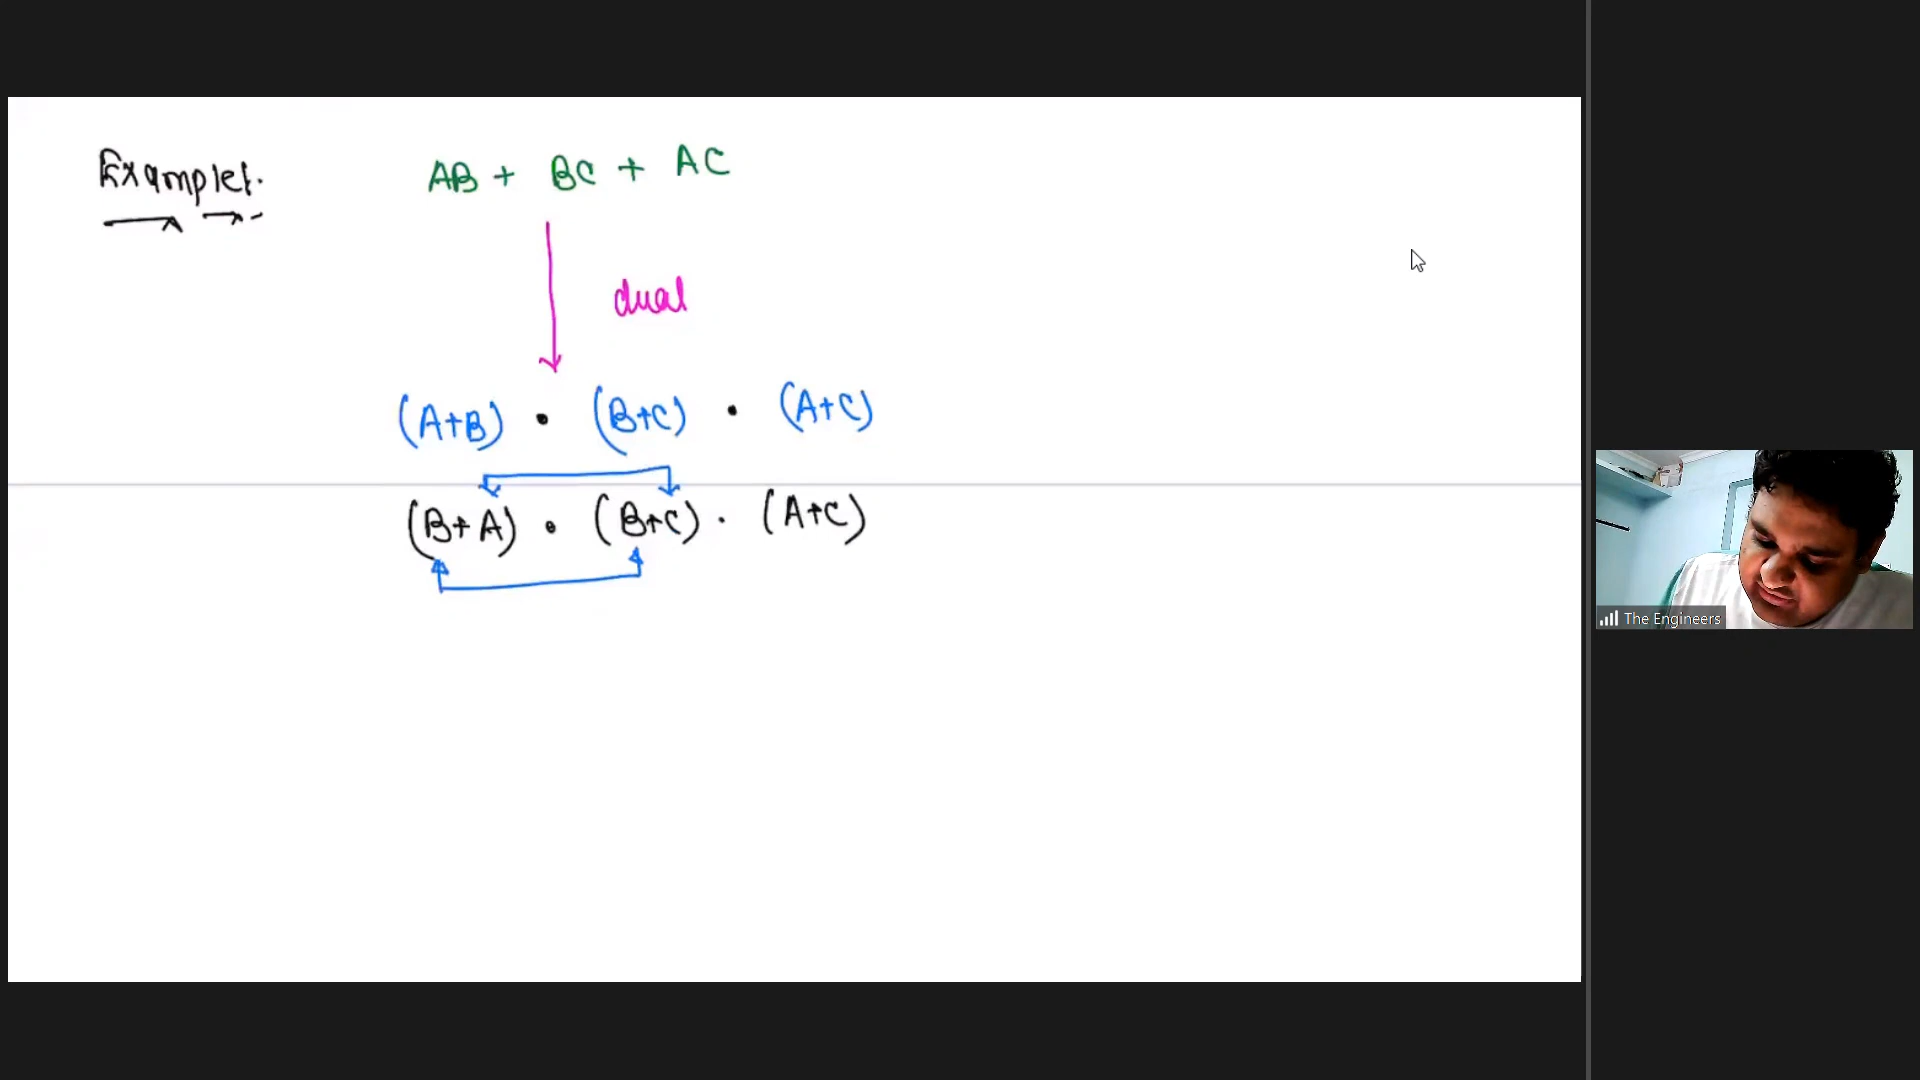 Example:
AB + BC + AC
dual
(A+B) • (B+C) • (A+C)
(B+A) • (B+C) . (A+C)
The Engineers